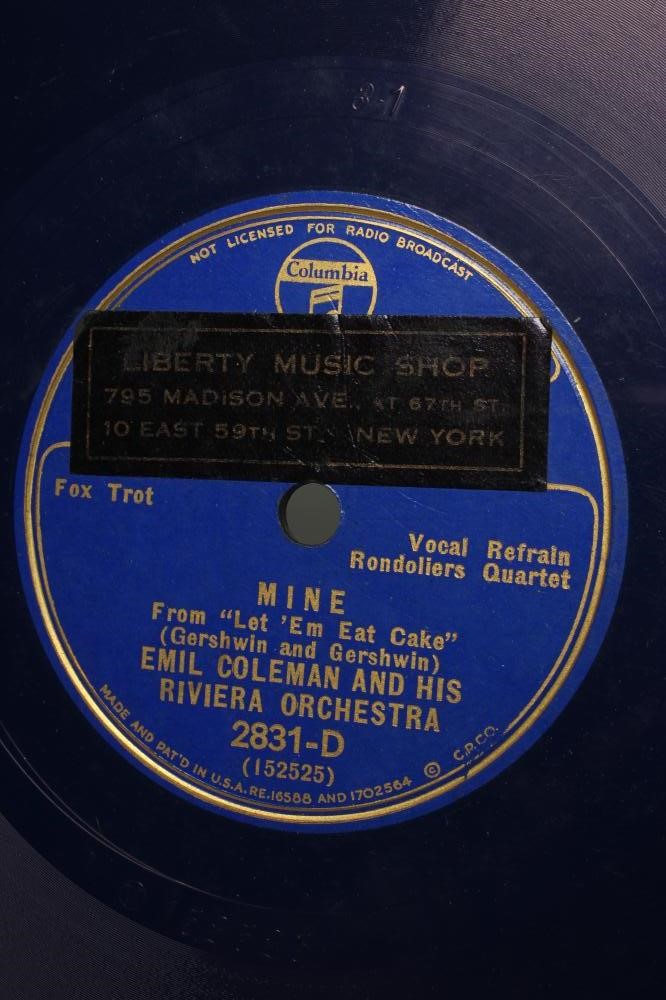 3-1
NOT LICENSED FOR RADIO BROADCAST
Columbia
LIBERTY MUSIC SHOP
795 MADISON AVE., AT 67TH ST.
10 EAST 59TH ST., NEW YORK
Fox Trot
Vocal Refrain
Rondoliers Quartet
MINE
From "Let 'Em Eat Cake"
(Gershwin and Gershwin)
EMIL COLEMAN AND HIS
RIVIERA ORCHESTRA
2831-D
(152525)
MADE AND PAT'D IN U.S.A. RE.16588 AND 1702564 © C.P.CO.